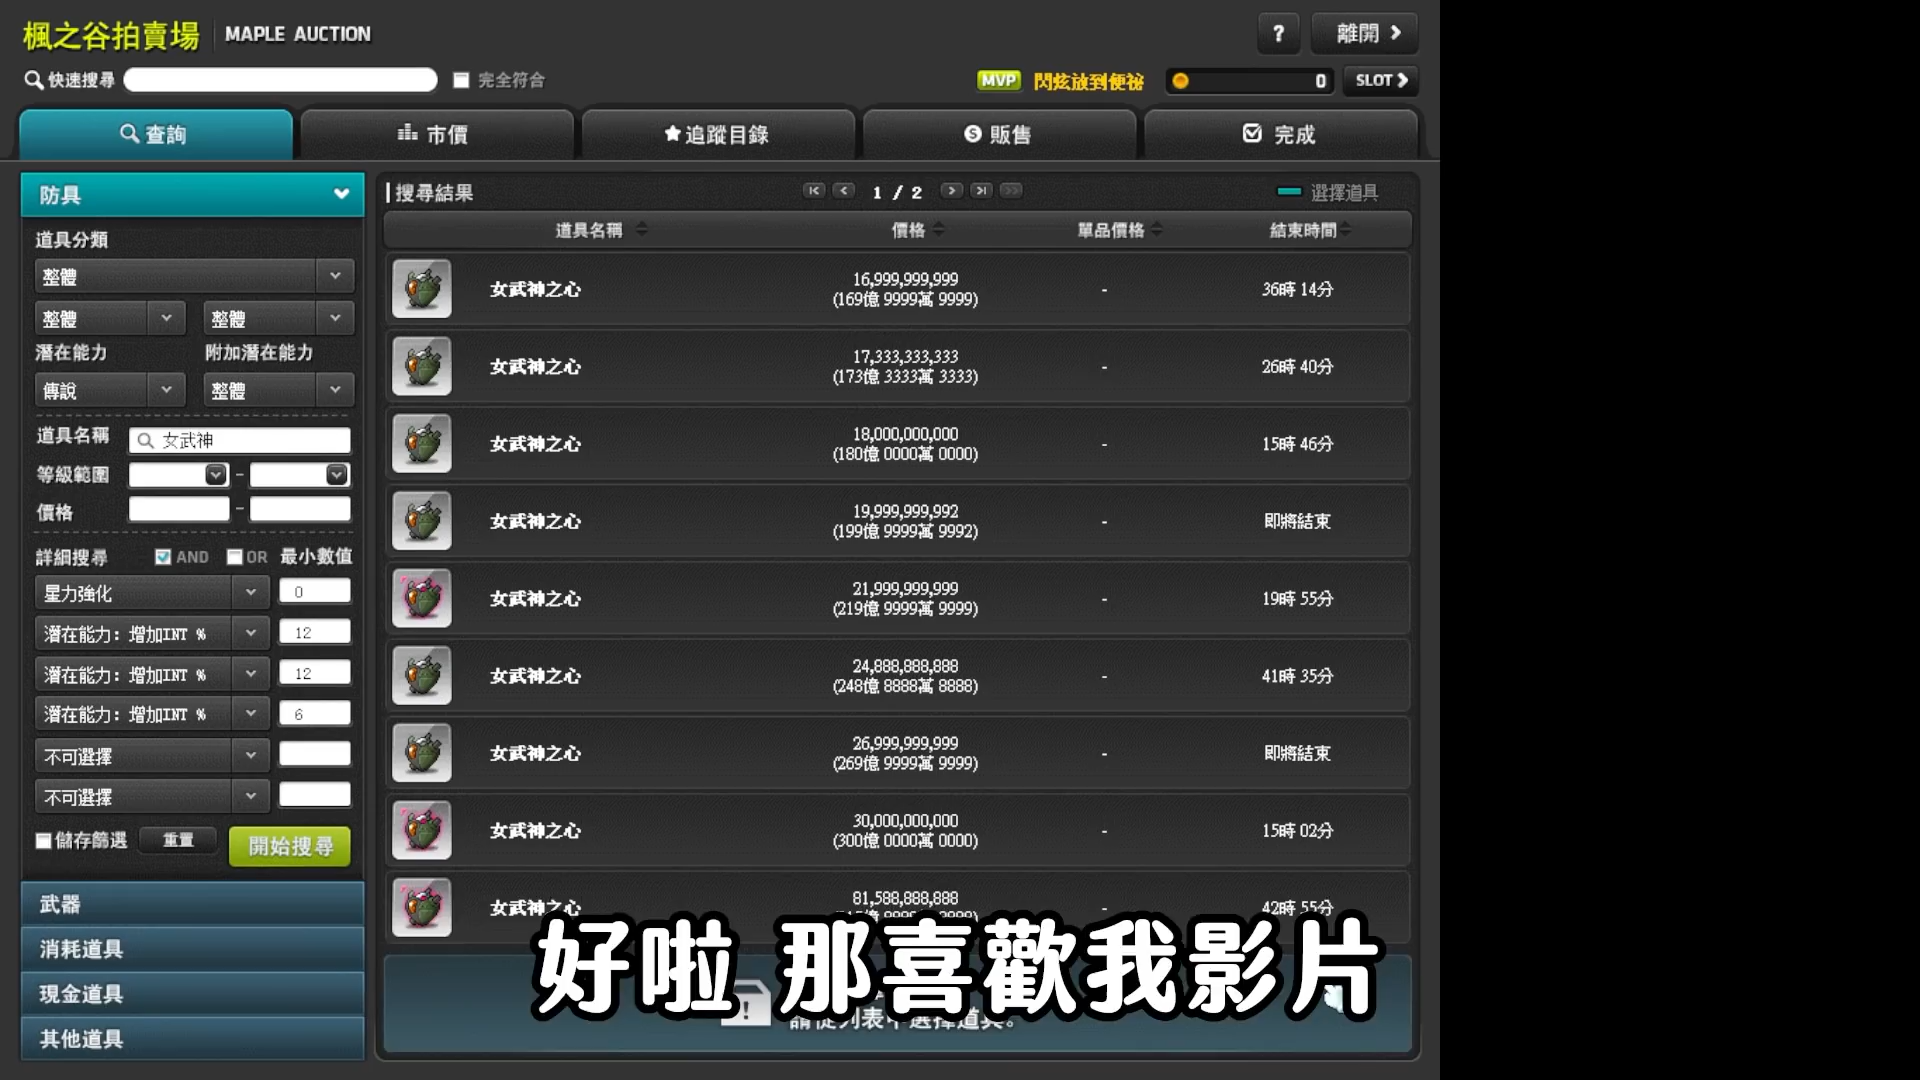 楓之谷拍賣場 MAPLE AUCTION
? 離開
快速搜尋 完全符合 MVP 閃炫放到便祕 0 SLOT
查詢 市價 追蹤目錄 販售 完成
防具
道具分類
整體
整體 整體
潛在能力 附加潛在能力
傳說 整體
道具名稱 女武神
等級範圍 -
價格 -
詳細搜尋 AND OR 最小數值
星力強化 0
潛在能力: 增加INT % 12
潛在能力: 增加INT % 12
潛在能力: 增加INT % 6
不可選擇
不可選擇
儲存篩選 重置 開始搜尋
武器
消耗道具
現金道具
其他道具
搜尋結果 1 / 2 選擇道具
道具名稱 價格 單品價格 結束時間
女武神之心 16,999,999,999 - 36時 14分
(169億 9999萬 9999)
女武神之心 17,333,333,333 - 26時 40分
(173億 3333萬 3333)
女武神之心 18,000,000,000 - 15時 46分
(180億 0000萬 0000)
女武神之心 19,999,999,992 - 即將結束
(199億 9999萬 9992)
女武神之心 21,999,999,999 - 19時 55分
(219億 9999萬 9999)
女武神之心 24,888,888,888 - 41時 35分
(248億 8888萬 8888)
女武神之心 26,999,999,999 - 即將結束
(269億 9999萬 9999)
女武神之心 30,000,000,000 - 15時 02分
(300億 0000萬 0000)
女武神之心 81,588,888,888 - 42時 55分
好啦 那喜歡我影片
請從列表中選擇道具。